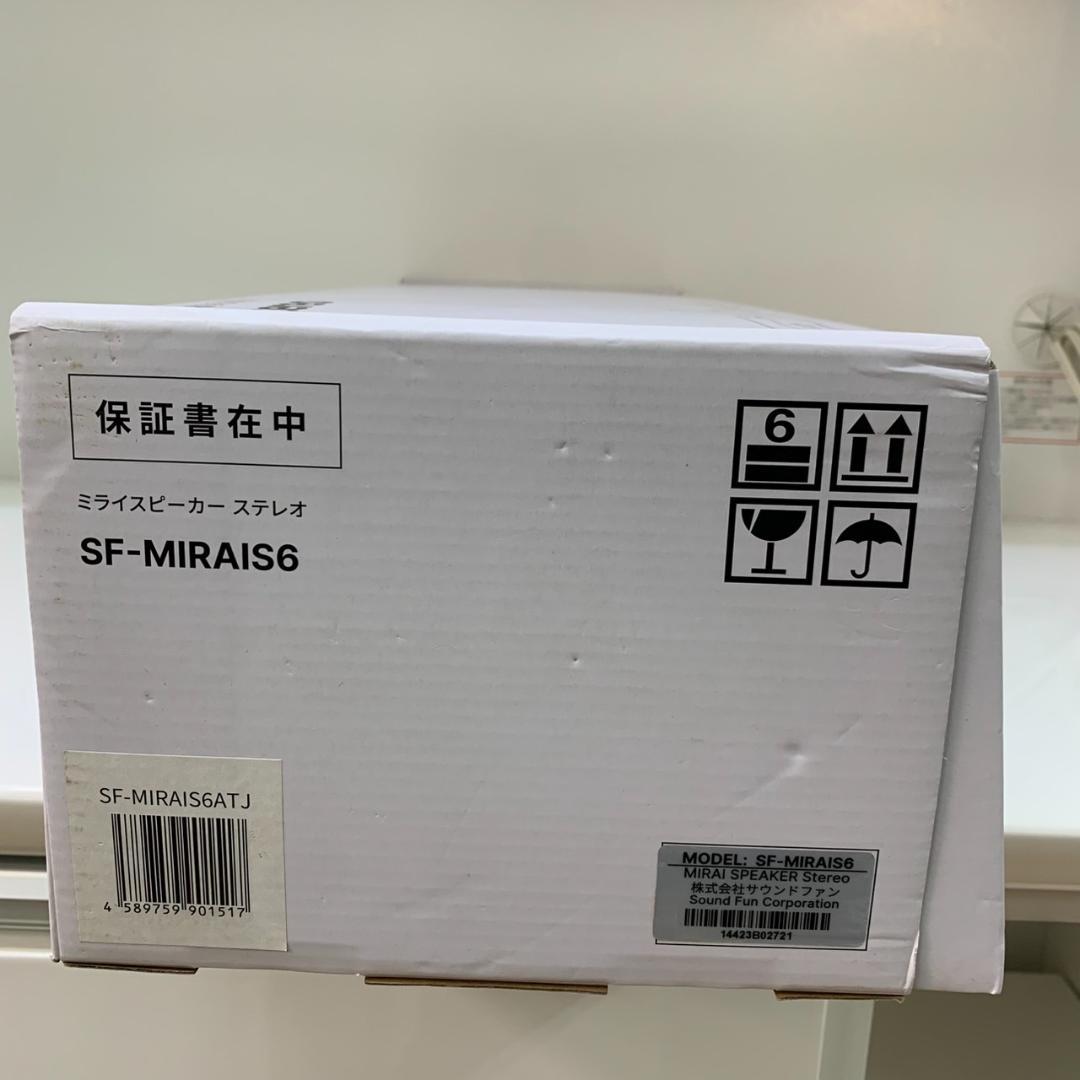 保証書在中
ミライスピーカー ステレオ
SF-MIRAIS6
6
SF-MIRAIS6ATJ
4 589759 901517
MODEL: SF-MIRAIS6
MIRAI SPEAKER Stereo
株式会社サウンドファン
Sound Fun Corporation
14423B02721